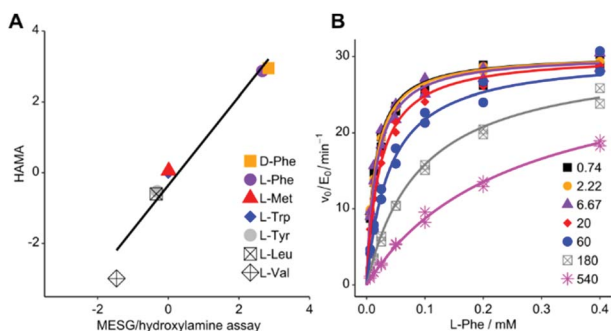 A
HAMA
4
2
0
-2
-2
0
2
4
MESG/hydroxylamine assay
D-Phe
L-Phe
L-Met
L-Trp
L-Tyr
L-Leu
L-Val
B
v0/E0/min⁻¹
30
20
10
0
0.0
0.1
0.2
0.3
0.4
L-Phe / mM
0.74
2.22
6.67
20
60
180
540